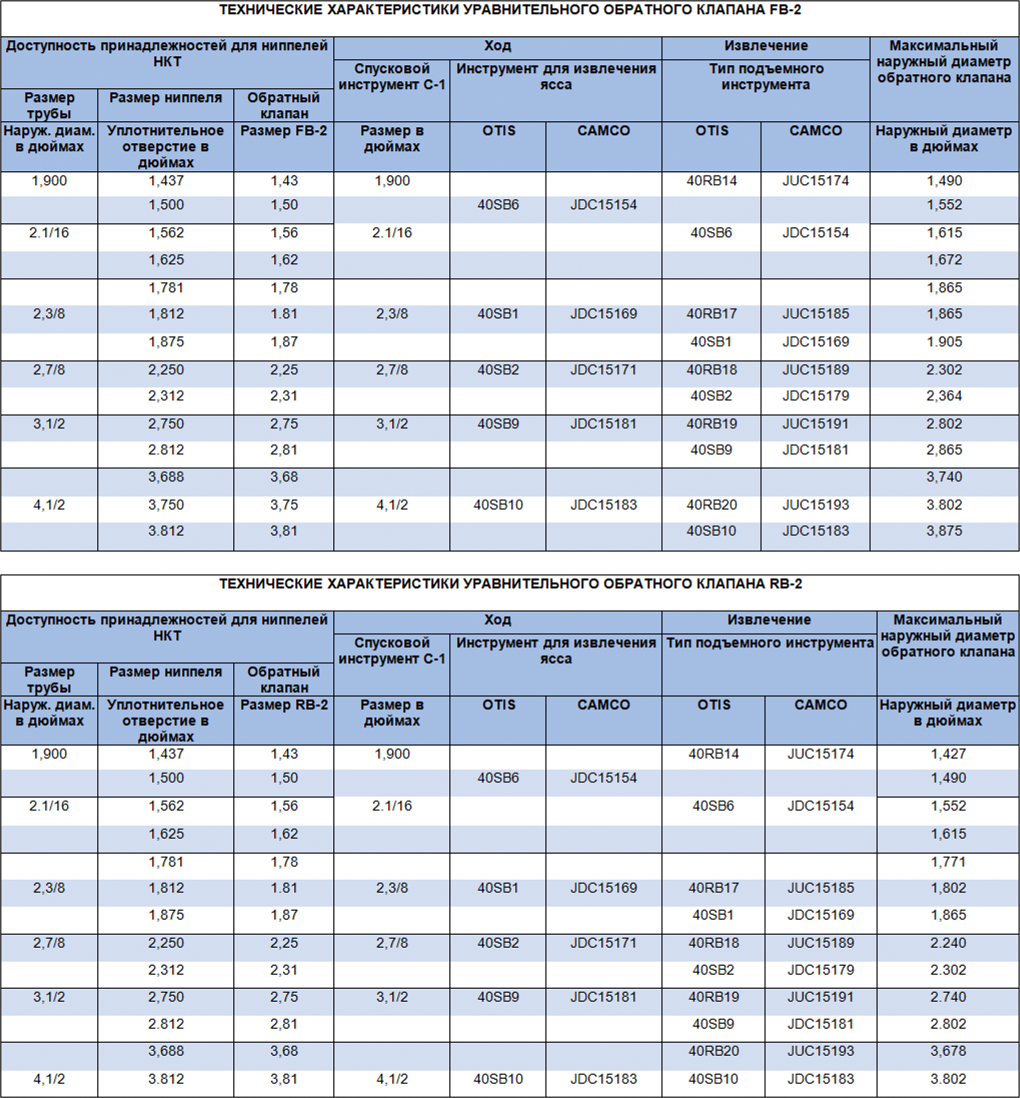 ТЕХНИЧЕСКИЕ ХАРАКТЕРИСТИКИ УРАВНИТЕЛЬНОГО ОБРАТНОГО КЛАПАНА FB-2
Доступность принадлежностей для ниппелей НКТ Ход Извлечение Максимальный наружный диаметр обратного клапана
Спусковой инструмент С-1 Инструмент для извлечения ясса Тип подъемного инструмента
Размер трубы Размер ниппеля Обратный клапан
Наруж. диам. в дюймах Уплотнительное отверстие в дюймах Размер FB-2 Размер в дюймах OTIS CAMCO OTIS CAMCO Наружный диаметр в дюймах
1,900 1,437 1,43 1,900 40RB14 JUC15174 1,490
1,500 1,50 40SB6 JDC15154 1,552
2.1/16 1,562 1,56 2.1/16 40SB6 JDC15154 1,615
1,625 1,62 1,672
1,781 1,78 1,865
2,3/8 1,812 1.81 2,3/8 40SB1 JDC15169 40RB17 JUC15185 1,865
1,875 1,87 40SB1 JDC15169 1.905
2,7/8 2,250 2,25 2,7/8 40SB2 JDC15171 40RB18 JUC15189 2.302
2,312 2,31 40SB2 JDC15179 2,364
3,1/2 2,750 2,75 3,1/2 40SB9 JDC15181 40RB19 JUC15191 2.802
2.812 2,81 40SB9 JDC15181 2,865
3,688 3,68 3,740
4,1/2 3,750 3,75 4,1/2 40SB10 JDC15183 40RB20 JUC15193 3.802
3.812 3,81 40SB10 JDC15183 3,875
ТЕХНИЧЕСКИЕ ХАРАКТЕРИСТИКИ УРАВНИТЕЛЬНОГО ОБРАТНОГО КЛАПАНА RB-2
Доступность принадлежностей для ниппелей НКТ Ход Извлечение Максимальный наружный диаметр обратного клапана
Спусковой инструмент С-1 Инструмент для извлечения ясса Тип подъемного инструмента
Размер трубы Размер ниппеля Обратный клапан
Наруж. диам. в дюймах Уплотнительное отверстие в дюймах Размер RB-2 Размер в дюймах OTIS CAMCO OTIS CAMCO Наружный диаметр в дюймах
1,900 1,437 1,43 1,900 40RB14 JUC15174 1,427
1,500 1,50 40SB6 JDC15154 1,490
2.1/16 1,562 1,56 2.1/16 40SB6 JDC15154 1,552
1,625 1,62 1,615
1,781 1,78 1,771
2,3/8 1,812 1.81 2,3/8 40SB1 JDC15169 40RB17 JUC15185 1,802
1,875 1,87 40SB1 JDC15169 1,865
2,7/8 2,250 2,25 2,7/8 40SB2 JDC15171 40RB18 JUC15189 2.240
2,312 2,31 40SB2 JDC15179 2.302
3,1/2 2,750 2,75 3,1/2 40SB9 JDC15181 40RB19 JUC15191 2.740
2.812 2,81 40SB9 JDC15181 2.802
3,688 3,68 40RB20 JUC15193 3,678
4,1/2 3.812 3,81 4,1/2 40SB10 JDC15183 40SB10 JDC15183 3.802